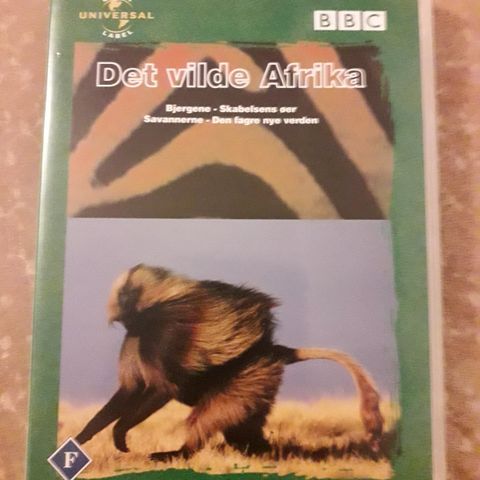 UNIVERSAL
LABEL
BBC
Det vilde Afrika
Bjergene - Skabelsens øer
Savannerne - Den fagre nye verden
F